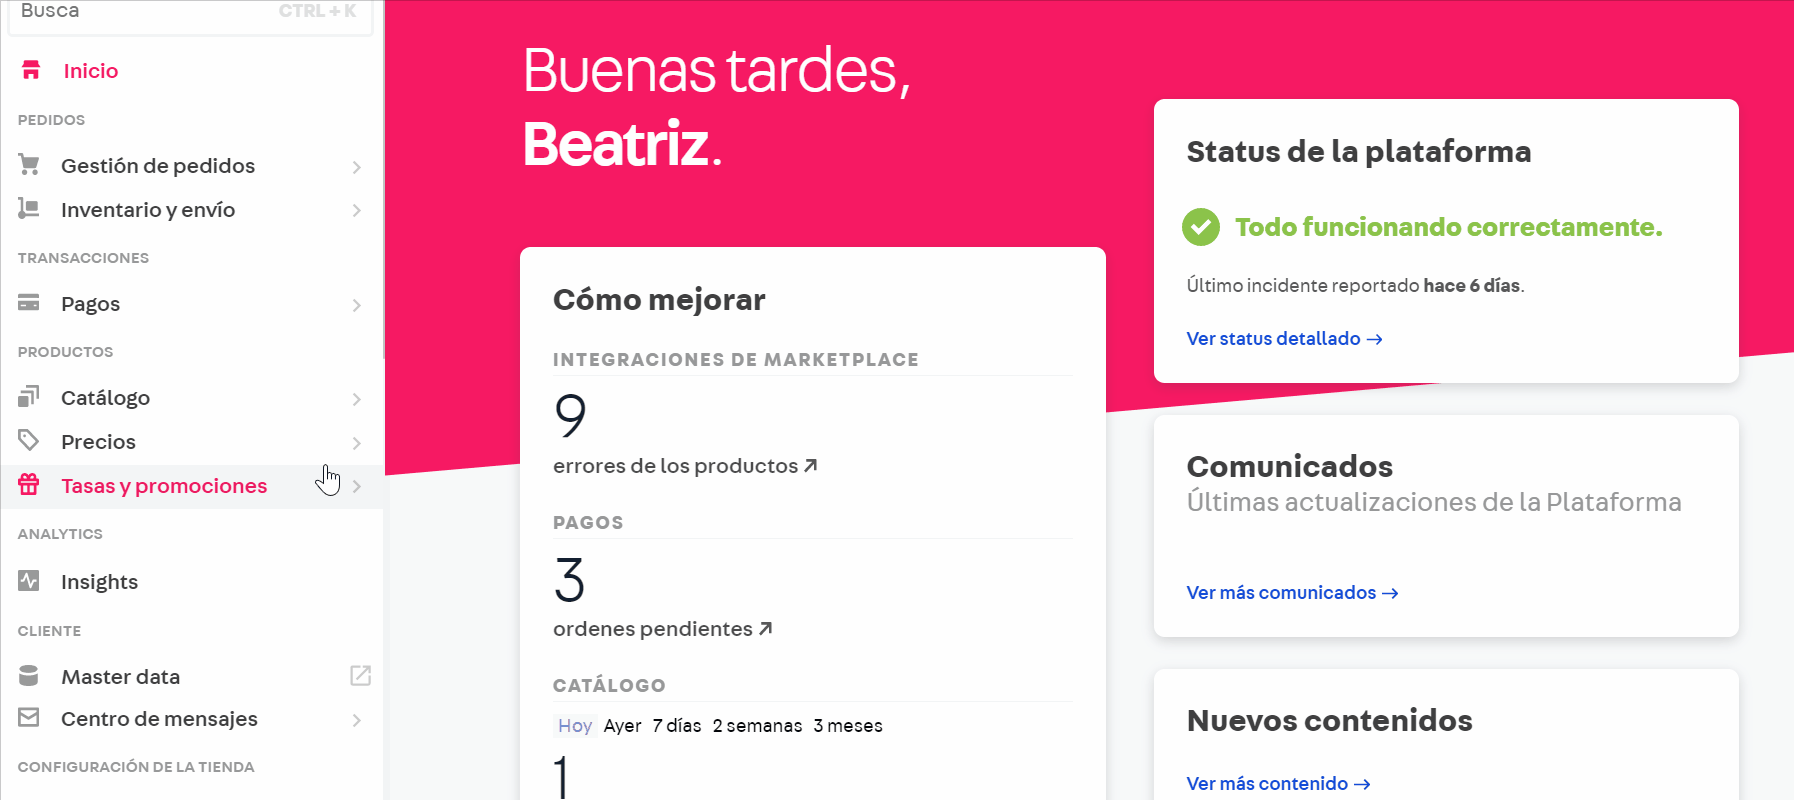 Busca CTRL + K
Inicio
PEDIDOS
Gestión de pedidos
Inventario y envío
TRANSACCIONES
Pagos
PRODUCTOS
Catálogo
Precios
Tasas y promociones
ANALYTICS
Insights
CLIENTE
Master data
Centro de mensajes
CONFIGURACIÓN DE LA TIENDA
Buenas tardes,
Beatriz.
Cómo mejorar
INTEGRACIONES DE MARKETPLACE
9
errores de los productos
PAGOS
3
ordenes pendientes
CATÁLOGO
Hoy Ayer 7 días 2 semanas 3 meses
1
Status de la plataforma
Todo funcionando correctamente.
Último incidente reportado hace 6 días.
Ver status detallado →
Comunicados
Últimas actualizaciones de la Plataforma
Ver más comunicados →
Nuevos contenidos
Ver más contenido →